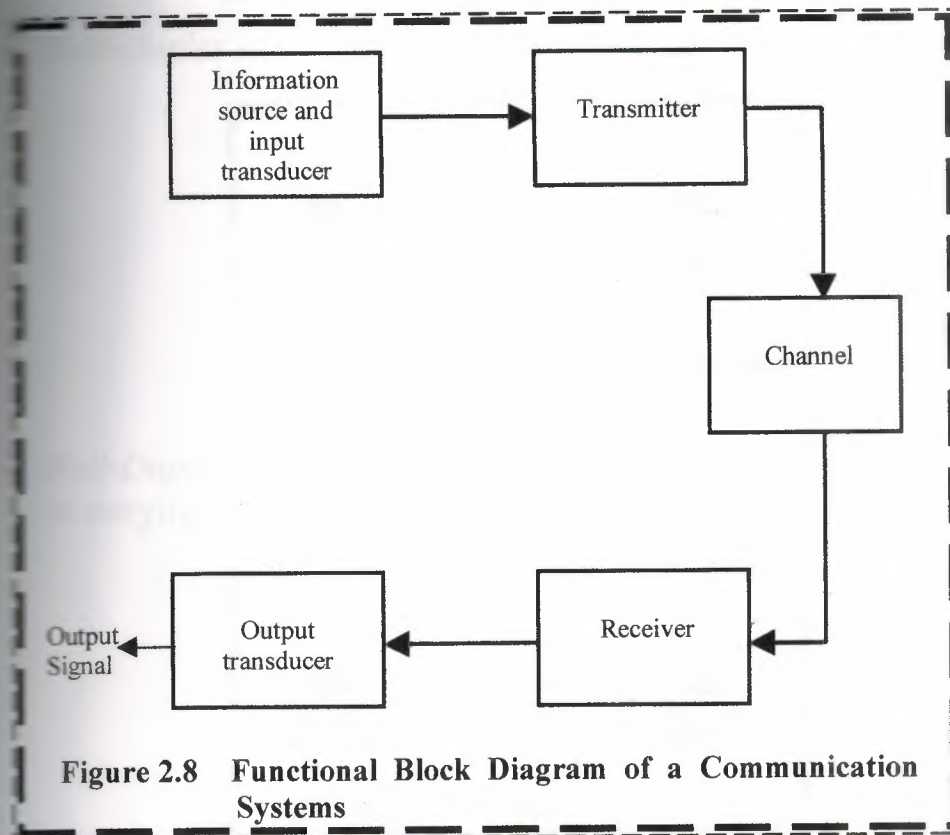 Information
source and
input
transducer
Transmitter
Channel
Receiver
Output
transducer
Output
Signal
Figure 2.8 Functional Block Diagram of a Communication
Systems